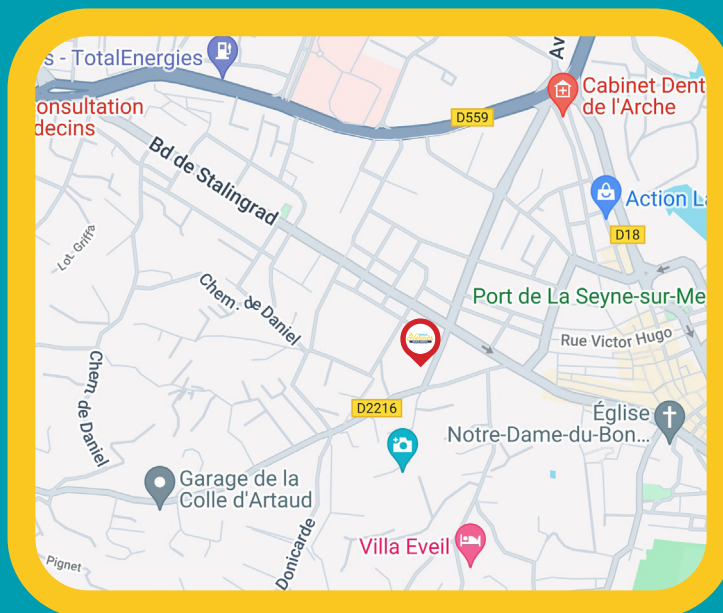 s - TotalEnergies
Av
onsultation
decins
Cabinet Dent
de l'Arche
D559
Bd de Stalingrad
Action La
D18
Lot. Griffa
Chem. de Daniel
Port de La Seyne-sur-Me
Rue Victor Hugo
Chem. de Daniel
D2216
Église
Notre-Dame-du-Bon...
Garage de la
Colle d'Artaud
Donicarde
Villa Eveil
Pignet